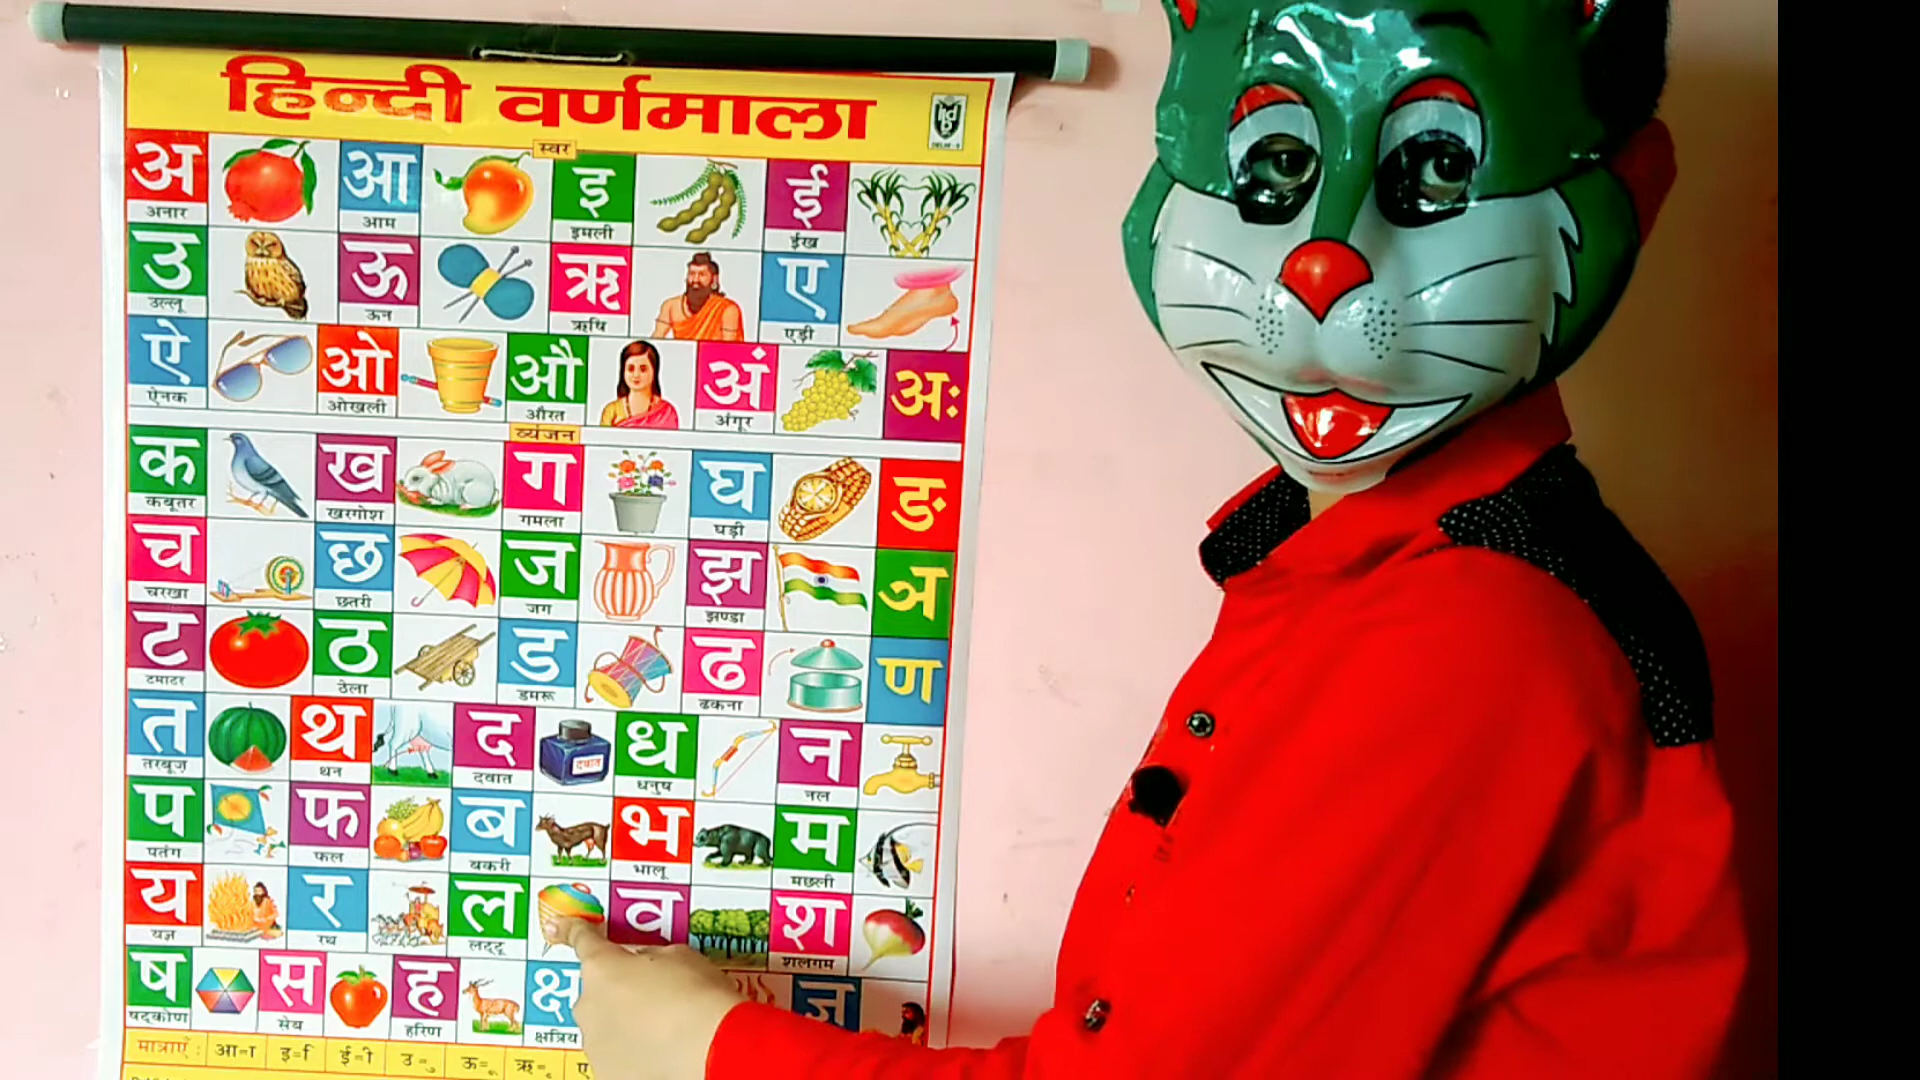 हिन्दी वर्णमाला
स्वर
अ आ इ ई
अनार आम इमली ईख
उ ऊ ऋ ए
उल्लू ऊन ऋषि एड़ी
ऐ ओ औ अं अः
ऐनक ओखली औरत अंगूर
व्यंजन
क ख ग घ ङ
कबूतर खरगोश गमला घड़ी
च छ ज झ ञ
चरखा छतरी जग झण्डा
ट ठ ड ढ ण
टमाटर ठेला डमरू ढकना
त थ द ध न
तरबूज़ थन दवात दवात धनुष नल
प फ ब भ म
पतंग फल बकरी भालू मछली
य र ल व श
यज्ञ रथ लट्टू शलगम
ष स ह क्ष ज्ञ
षट्कोण सेब हरिण क्षत्रिय
मात्राएँ : आ=ा इ=ि ई=ी उ=ु ऊ=ू ऋ=ृ ए